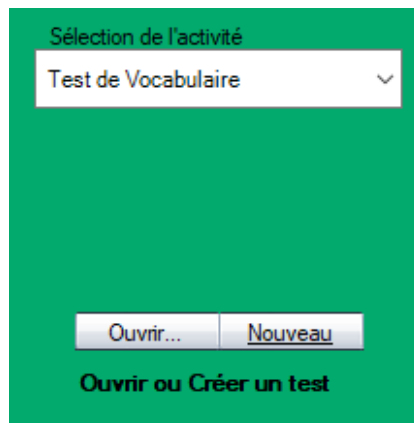 Sélection de l'activité
Test de Vocabulaire
Ouvrir... Nouveau
Ouvrir ou Créer un test